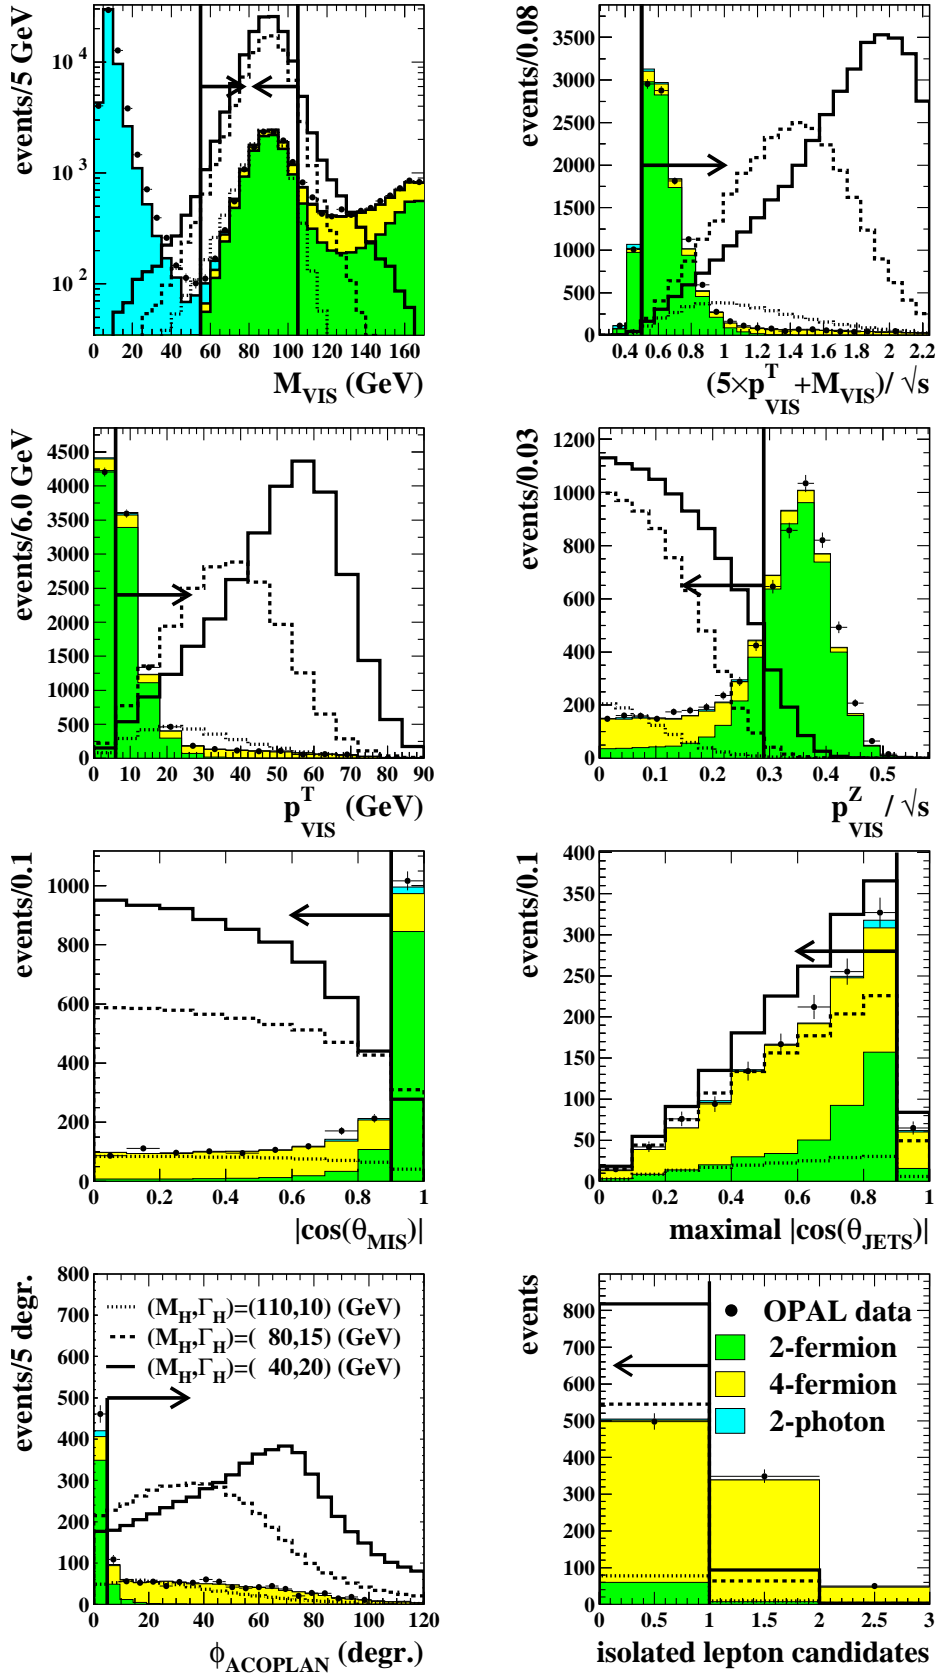 events/5 GeV
10^4
10^3
10^2
0 20 40 60 80 100 120 140 160
M_VIS (GeV)
events/0.08
3500
3000
2500
2000
1500
1000
500
0
0.4 0.6 0.8 1 1.2 1.4 1.6 1.8 2 2.2
(5×p^T_VIS+M_VIS)/ √s
events/6.0 GeV
4500
4000
3500
3000
2500
2000
1500
1000
500
0
0 10 20 30 40 50 60 70 80 90
p^T_VIS (GeV)
events/0.03
1200
1000
800
600
400
200
0
0 0.1 0.2 0.3 0.4 0.5
p^Z_VIS / √s
events/0.1
1000
800
600
400
200
0
0 0.2 0.4 0.6 0.8 1
|cos(θ_MIS)|
events/0.1
400
350
300
250
200
150
100
50
0
0 0.2 0.4 0.6 0.8 1
maximal |cos(θ_JETS)|
events/5 degr.
800
700
600
500
400
300
200
100
0
(M_H,Γ_H)=(110,10) (GeV)
(M_H,Γ_H)=( 80,15) (GeV)
(M_H,Γ_H)=( 40,20) (GeV)
0 20 40 60 80 100 120
ϕ_ACOPLAN (degr.)
events
800
700
600
500
400
300
200
100
0
OPAL data
2-fermion
4-fermion
2-photon
0 0.5 1 1.5 2 2.5 3
isolated lepton candidates